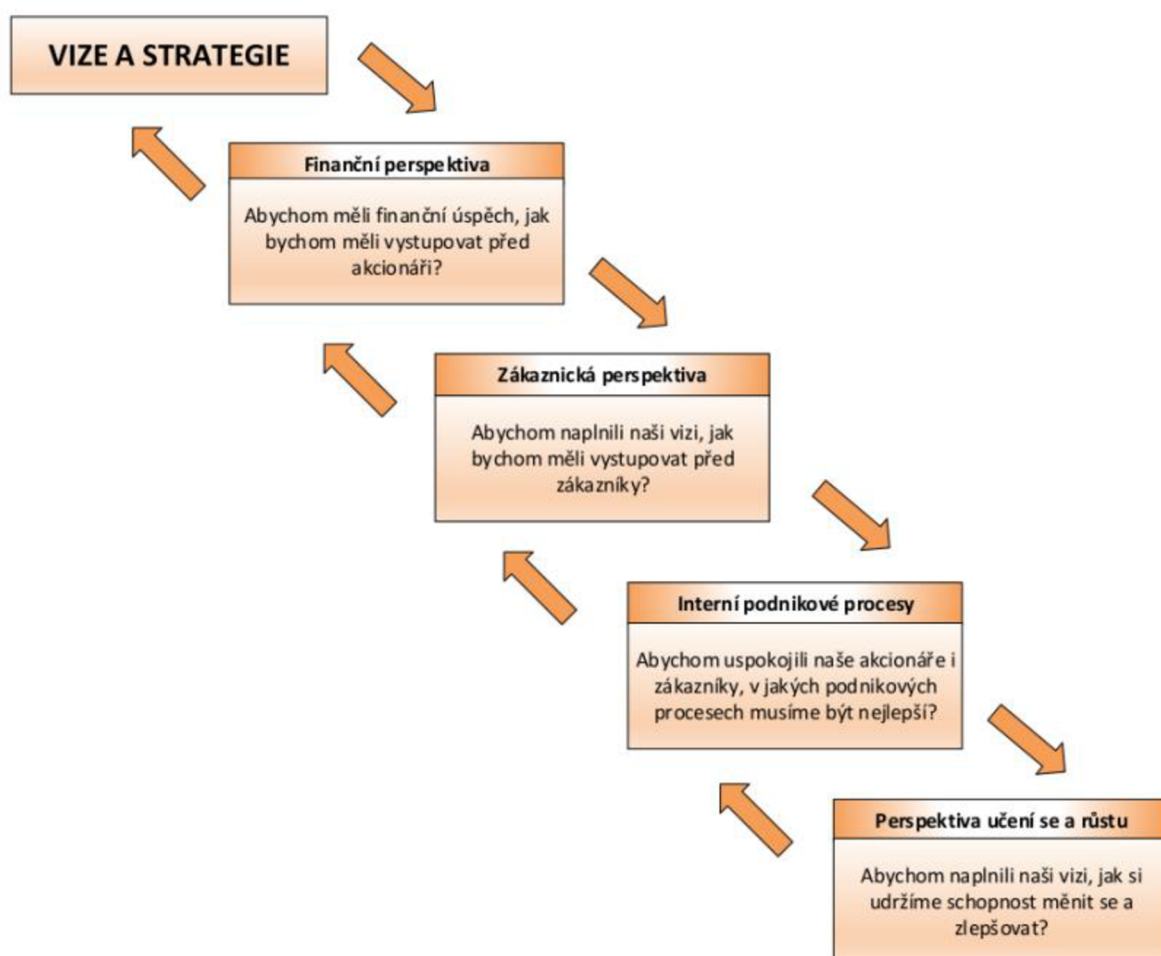 VIZE A STRATEGIE
Finanční perspektiva
Abychom měli finanční úspěch, jak
bychom měli vystupovat před
akcionáři?
Zákaznická perspektiva
Abychom naplnili naši vizi, jak
bychom měli vystupovat před
zákazníky?
Interní podnikové procesy
Abychom uspokojili naše akcionáře i
zákazníky, v jakých podnikových
procesech musíme být nejlepší?
Perspektiva učení se a růstu
Abychom naplnili naši vizi, jak si
udržíme schopnost měnit se a
zlepšovat?